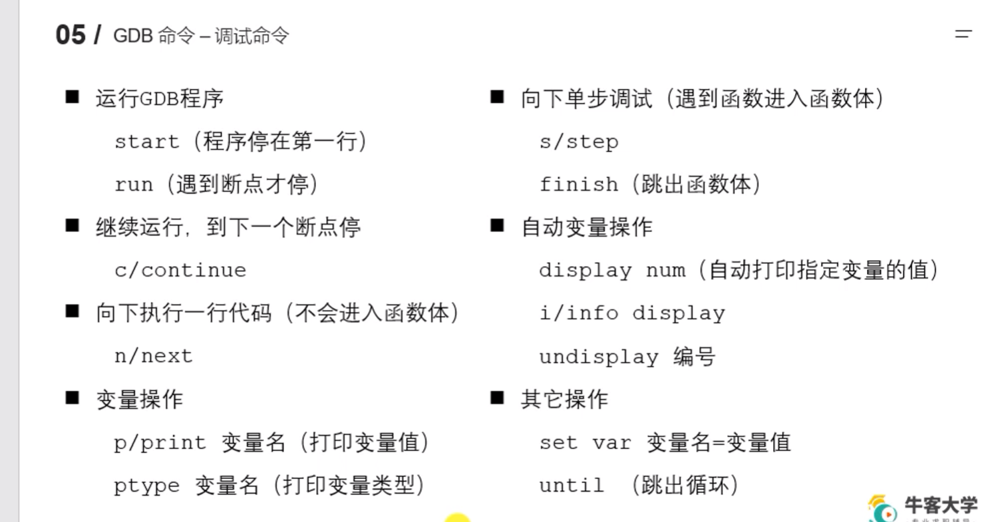 05 / GDB 命令 – 调试命令
■ 运行GDB程序
start（程序停在第一行）
run（遇到断点才停）
■ 继续运行，到下一个断点停
c/continue
■ 向下执行一行代码（不会进入函数体）
n/next
■ 变量操作
p/print 变量名（打印变量值）
ptype 变量名（打印变量类型）
■ 向下单步调试（遇到函数进入函数体）
s/step
finish（跳出函数体）
■ 自动变量操作
display num（自动打印指定变量的值）
i/info display
undisplay 编号
■ 其它操作
set var 变量名=变量值
until （跳出循环）
牛客大学